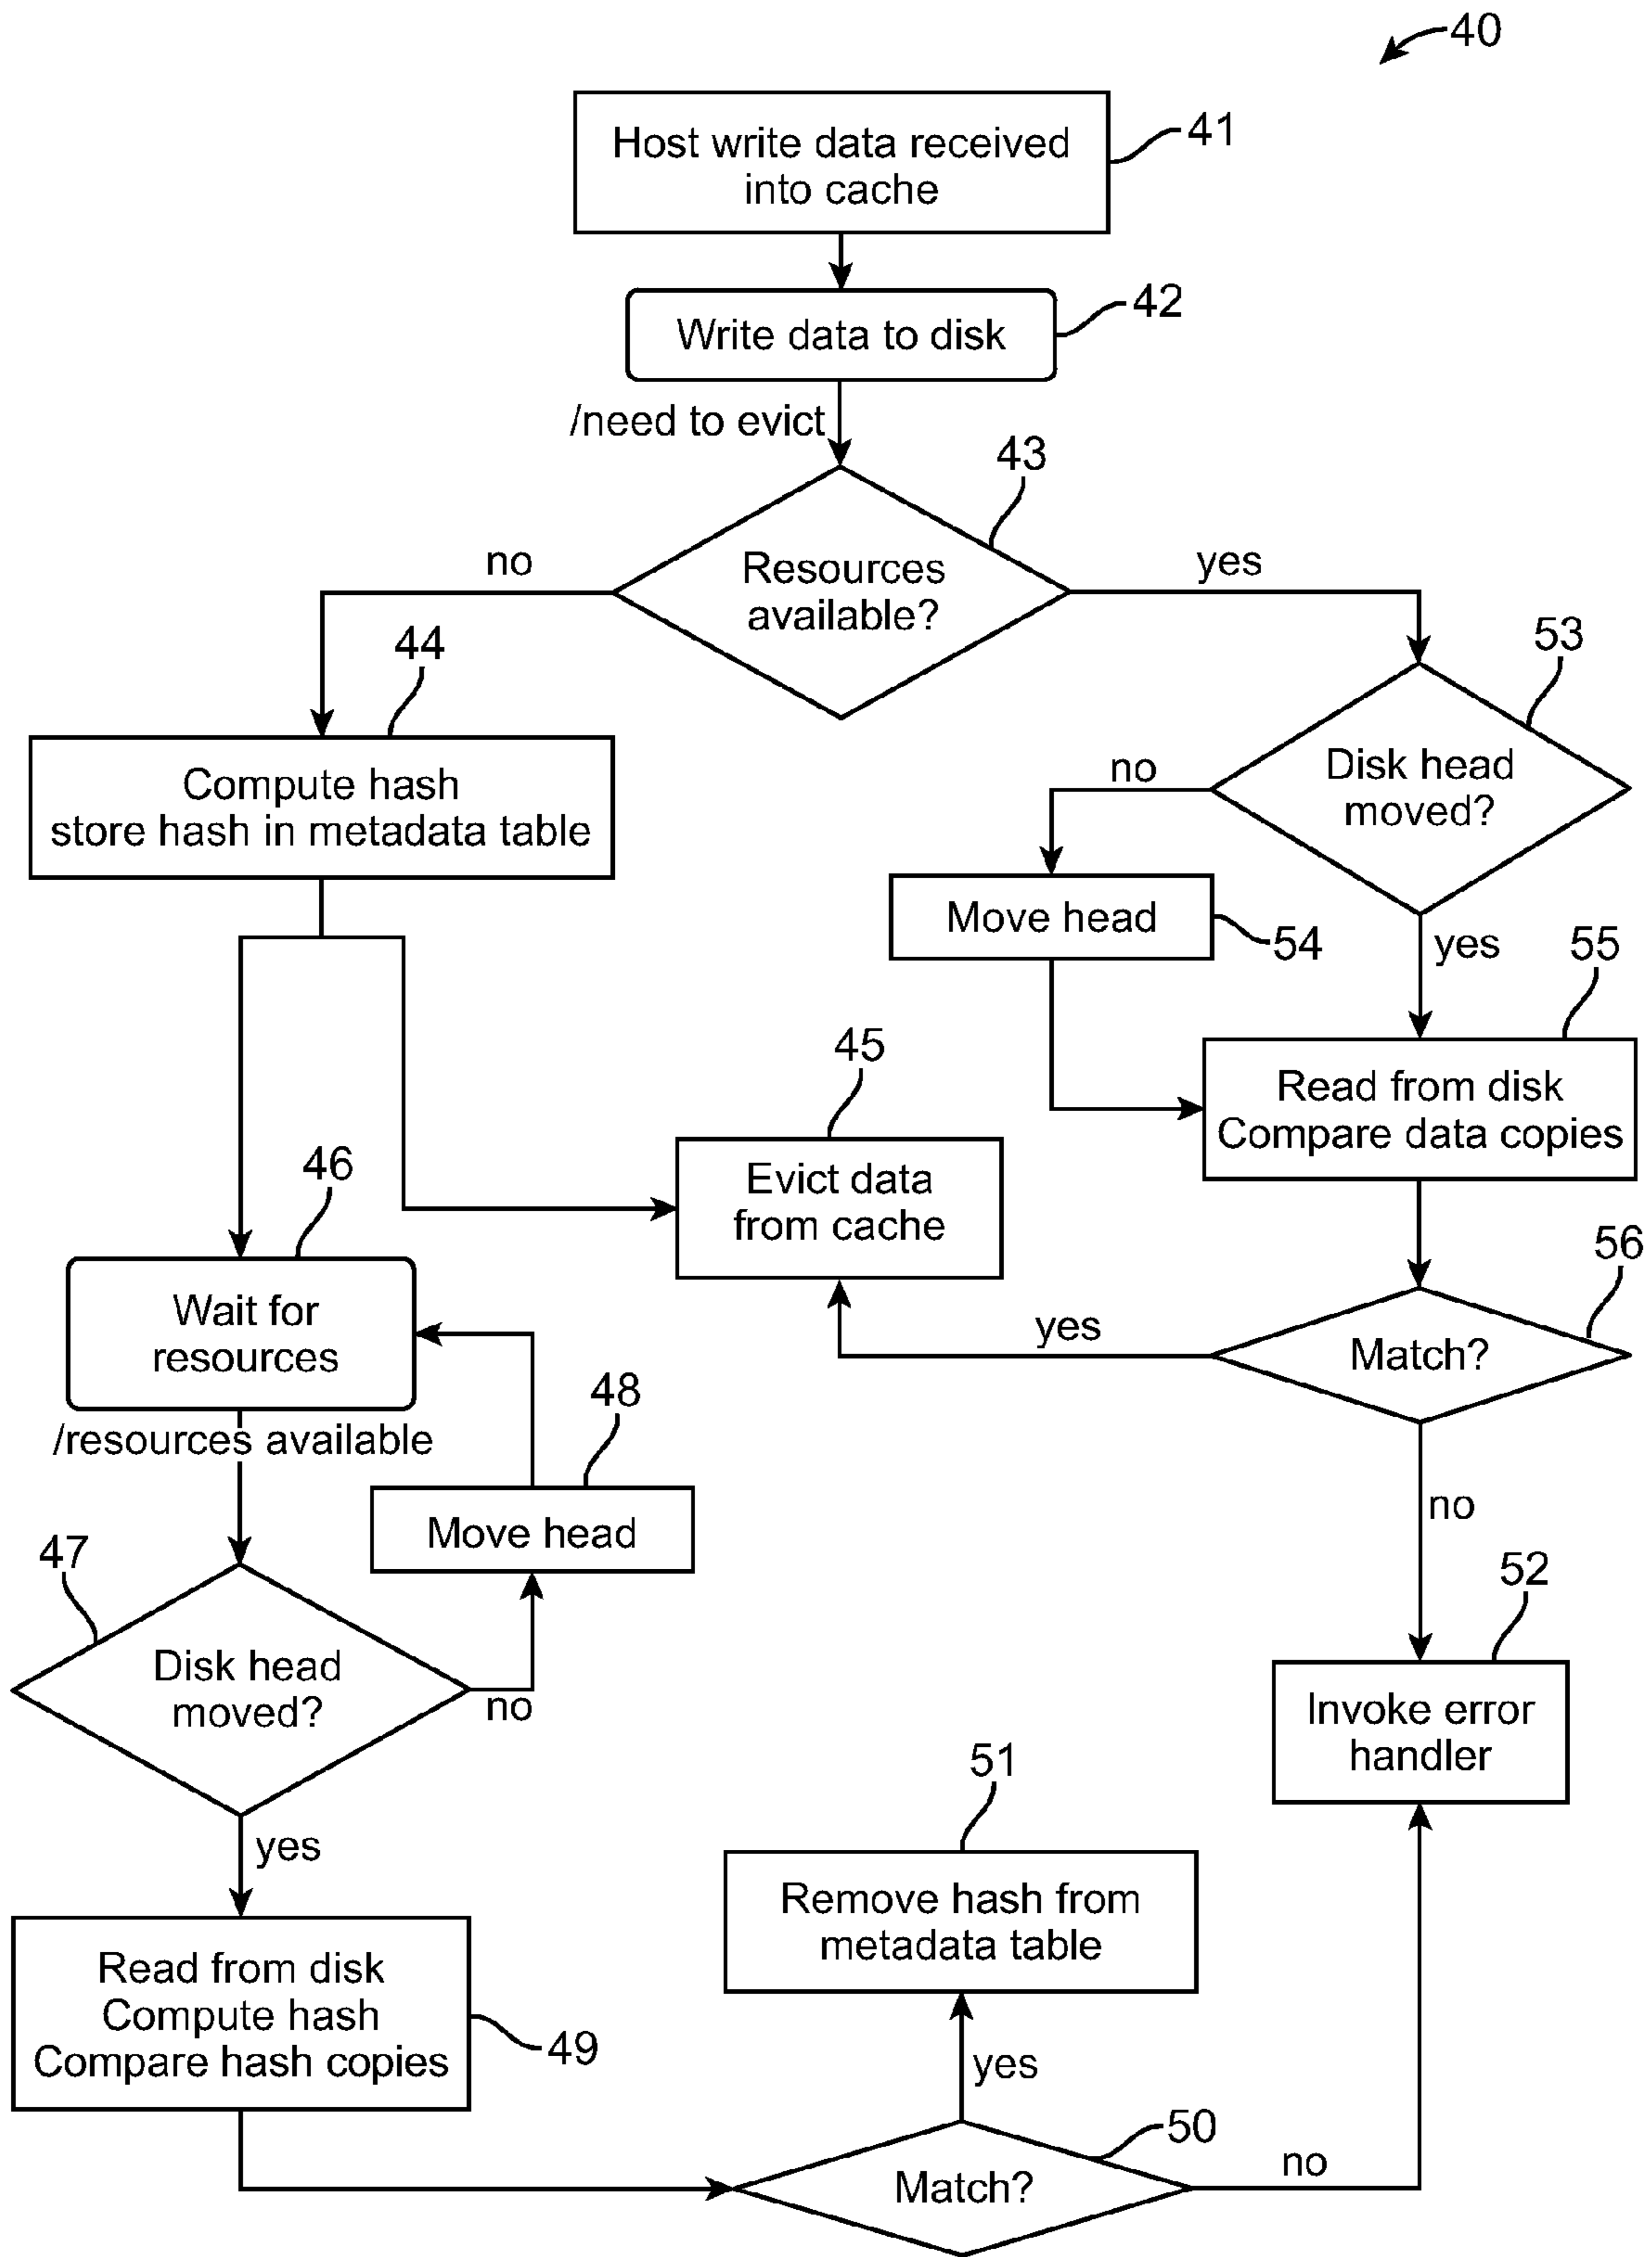 40
Host write data received
into cache
41
Write data to disk
42
/need to evict
43
Resources
available?
no
yes
44
Compute hash
store hash in metadata table
53
Disk head
moved?
no
Move head
54
yes
55
Read from disk
Compare data copies
45
Evict data
from cache
46
Wait for
resources
56
Match?
yes
no
/resources available
48
Move head
47
Disk head
moved?
no
yes
52
Invoke error
handler
51
Remove hash from
metadata table
Read from disk
Compute hash
Compare hash copies
49
yes
50
Match?
no